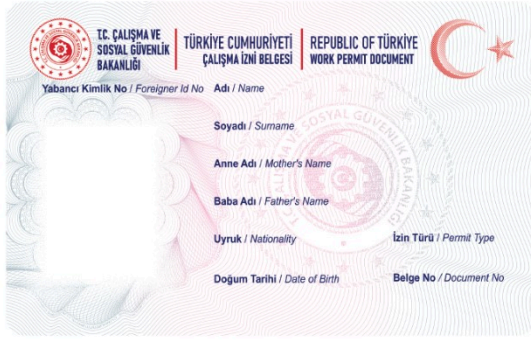 T.C. ÇALIŞMA VE
SOSYAL GÜVENLİK
BAKANLIĞI
TÜRKİYE CUMHURİYETİ
ÇALIŞMA İZNİ BELGESİ
REPUBLIC OF TÜRKİYE
WORK PERMIT DOCUMENT
Yabancı Kimlik No / Foreigner Id No
Adı / Name
Soyadı / Surname
Anne Adı / Mother's Name
Baba Adı / Father's Name
Uyruk / Nationality
İzin Türü / Permit Type
Doğum Tarihi / Date of Birth
Belge No / Document No